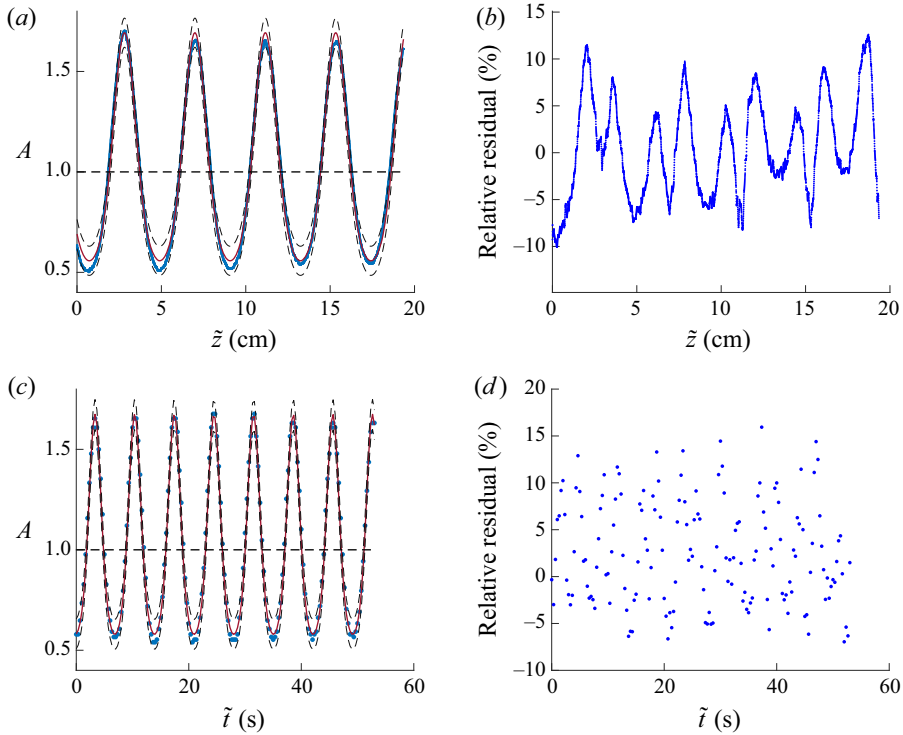 (a)
1.5
1.0
0.5
A
0 5 10 15 20
z̃ (cm)
(b)
15
10
5
0
–5
–10
Relative residual (%)
0 5 10 15 20
z̃ (cm)
(c)
1.5
1.0
0.5
A
0 20 40 60
t̃ (s)
(d)
20
15
10
5
0
–5
–10
Relative residual (%)
0 20 40 60
t̃ (s)